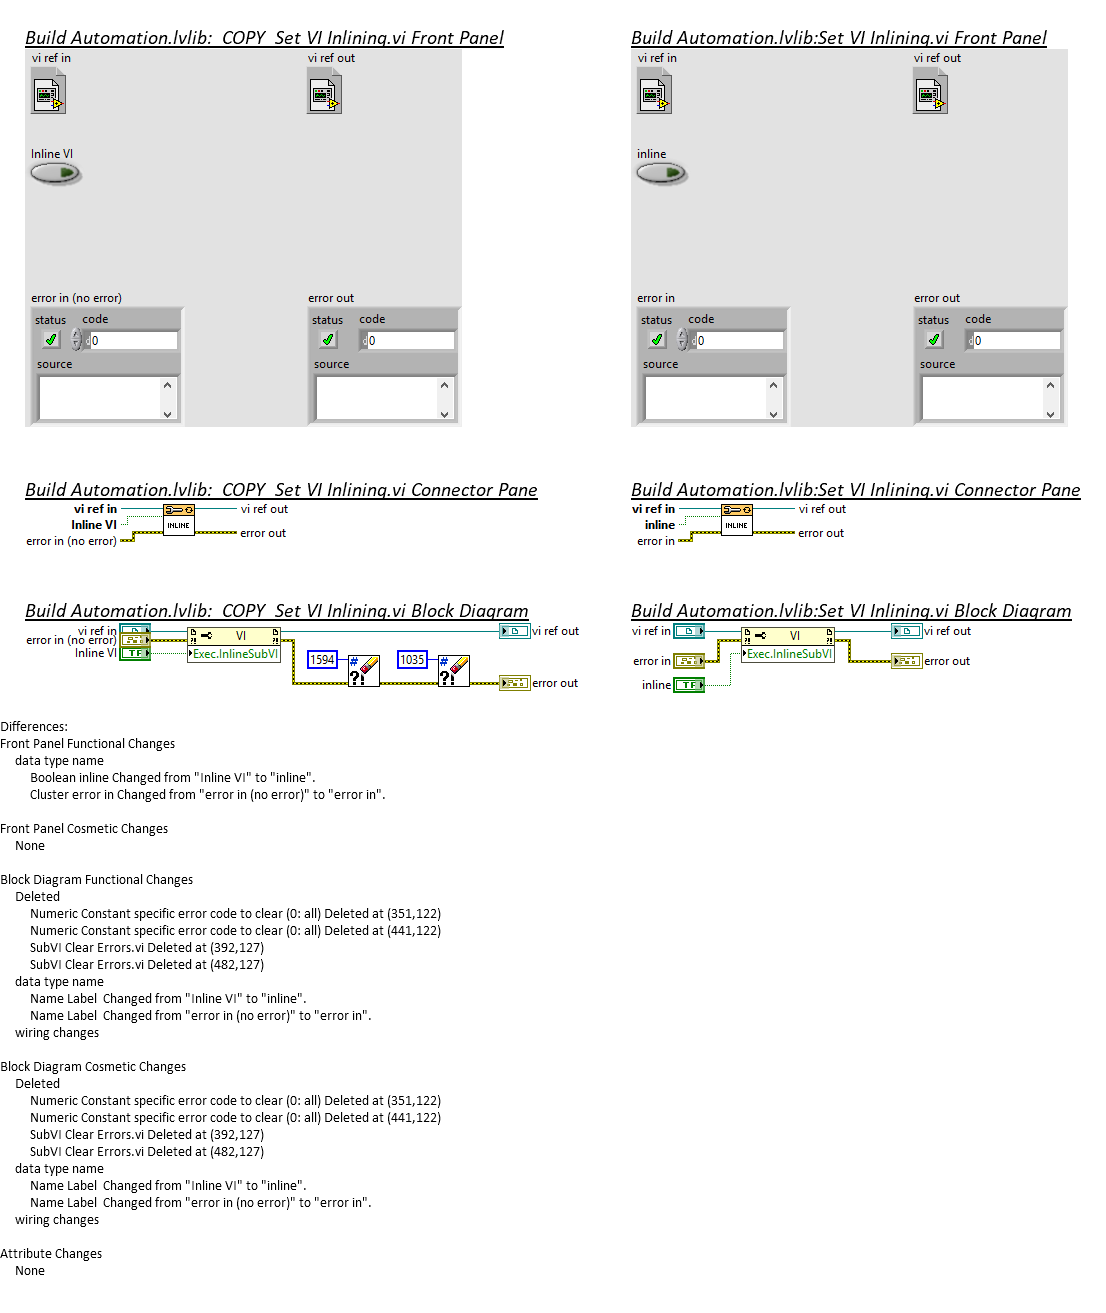 Build Automation.lvlib:_COPY_Set VI Inlining.vi Front Panel
vi ref in
vi ref out
Inline VI
error in (no error)
status
code
0
source
error out
status
code
0
source
Build Automation.lvlib:Set VI Inlining.vi Front Panel
vi ref in
vi ref out
inline
error in
status
code
0
source
error out
status
code
0
source
Build Automation.lvlib:_COPY_Set VI Inlining.vi Connector Pane
vi ref in
Inline VI
error in (no error)
INLINE
vi ref out
error out
Build Automation.lvlib:Set VI Inlining.vi Connector Pane
vi ref in
inline
error in
INLINE
vi ref out
error out
Build Automation.lvlib:_COPY_Set VI Inlining.vi Block Diagram
vi ref in
error in (no error)
Inline VI
TF
VI
Exec.InlineSubVI
1594
#
?!
1035
#
?!
vi ref out
error out
Build Automation.lvlib:Set VI Inlining.vi Block Diagram
vi ref in
error in
inline
TF
VI
Exec.InlineSubVI
vi ref out
error out
Differences:
Front Panel Functional Changes
data type name
Boolean inline Changed from "Inline VI" to "inline".
Cluster error in Changed from "error in (no error)" to "error in".
Front Panel Cosmetic Changes
None
Block Diagram Functional Changes
Deleted
Numeric Constant specific error code to clear (0: all) Deleted at (351,122)
Numeric Constant specific error code to clear (0: all) Deleted at (441,122)
SubVI Clear Errors.vi Deleted at (392,127)
SubVI Clear Errors.vi Deleted at (482,127)
data type name
Name Label  Changed from "Inline VI" to "inline".
Name Label  Changed from "error in (no error)" to "error in".
wiring changes
Block Diagram Cosmetic Changes
Deleted
Numeric Constant specific error code to clear (0: all) Deleted at (351,122)
Numeric Constant specific error code to clear (0: all) Deleted at (441,122)
SubVI Clear Errors.vi Deleted at (392,127)
SubVI Clear Errors.vi Deleted at (482,127)
data type name
Name Label  Changed from "Inline VI" to "inline".
Name Label  Changed from "error in (no error)" to "error in".
wiring changes
Attribute Changes
None